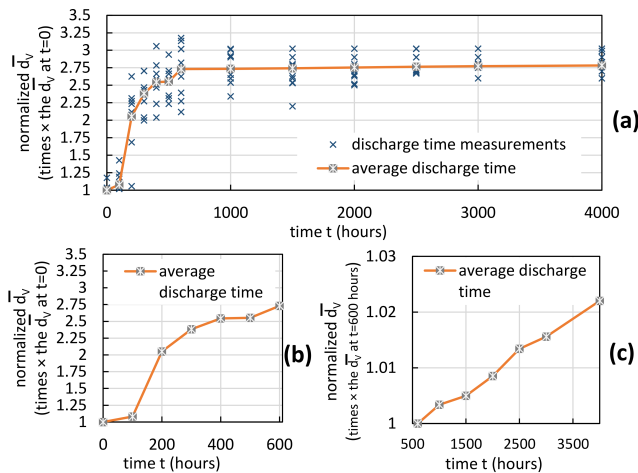 normalized d̅ᵥ
(times × the d̅ᵥ at t=0)
3.5
3.25
3
2.75
2.5
2.25
2
1.75
1.5
1.25
1
× discharge time measurements
average discharge time
(a)
0 1000 2000 3000 4000
time t (hours)
normalized d̅ᵥ
(times × the d̅ᵥ at t=0)
3.5
3.25
3
2.75
2.5
2.25
2
1.75
1.5
1.25
1
average
discharge time
(b)
0 200 400 600
time t (hours)
normalized d̅ᵥ
(times × the d̅ᵥ at t=600 hours)
1.03
1.02
1.01
1
average discharge
time
(c)
500 1500 2500 3500
time t (hours)